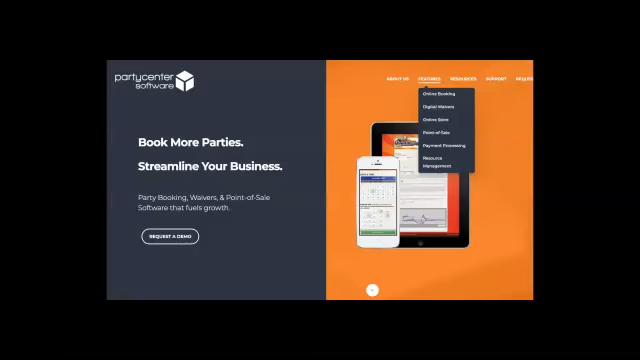 partycenter
software
ABOUT US FEATURES RESOURCES SUPPORT REQUES
Online Booking
Digital Waivers
Online Store
Point-of-Sale
Payment Processing
Resource
Management
Book More Parties.
Streamline Your Business.
Party Booking, Waivers, & Point-of-Sale
Software that fuels growth.
REQUEST A DEMO